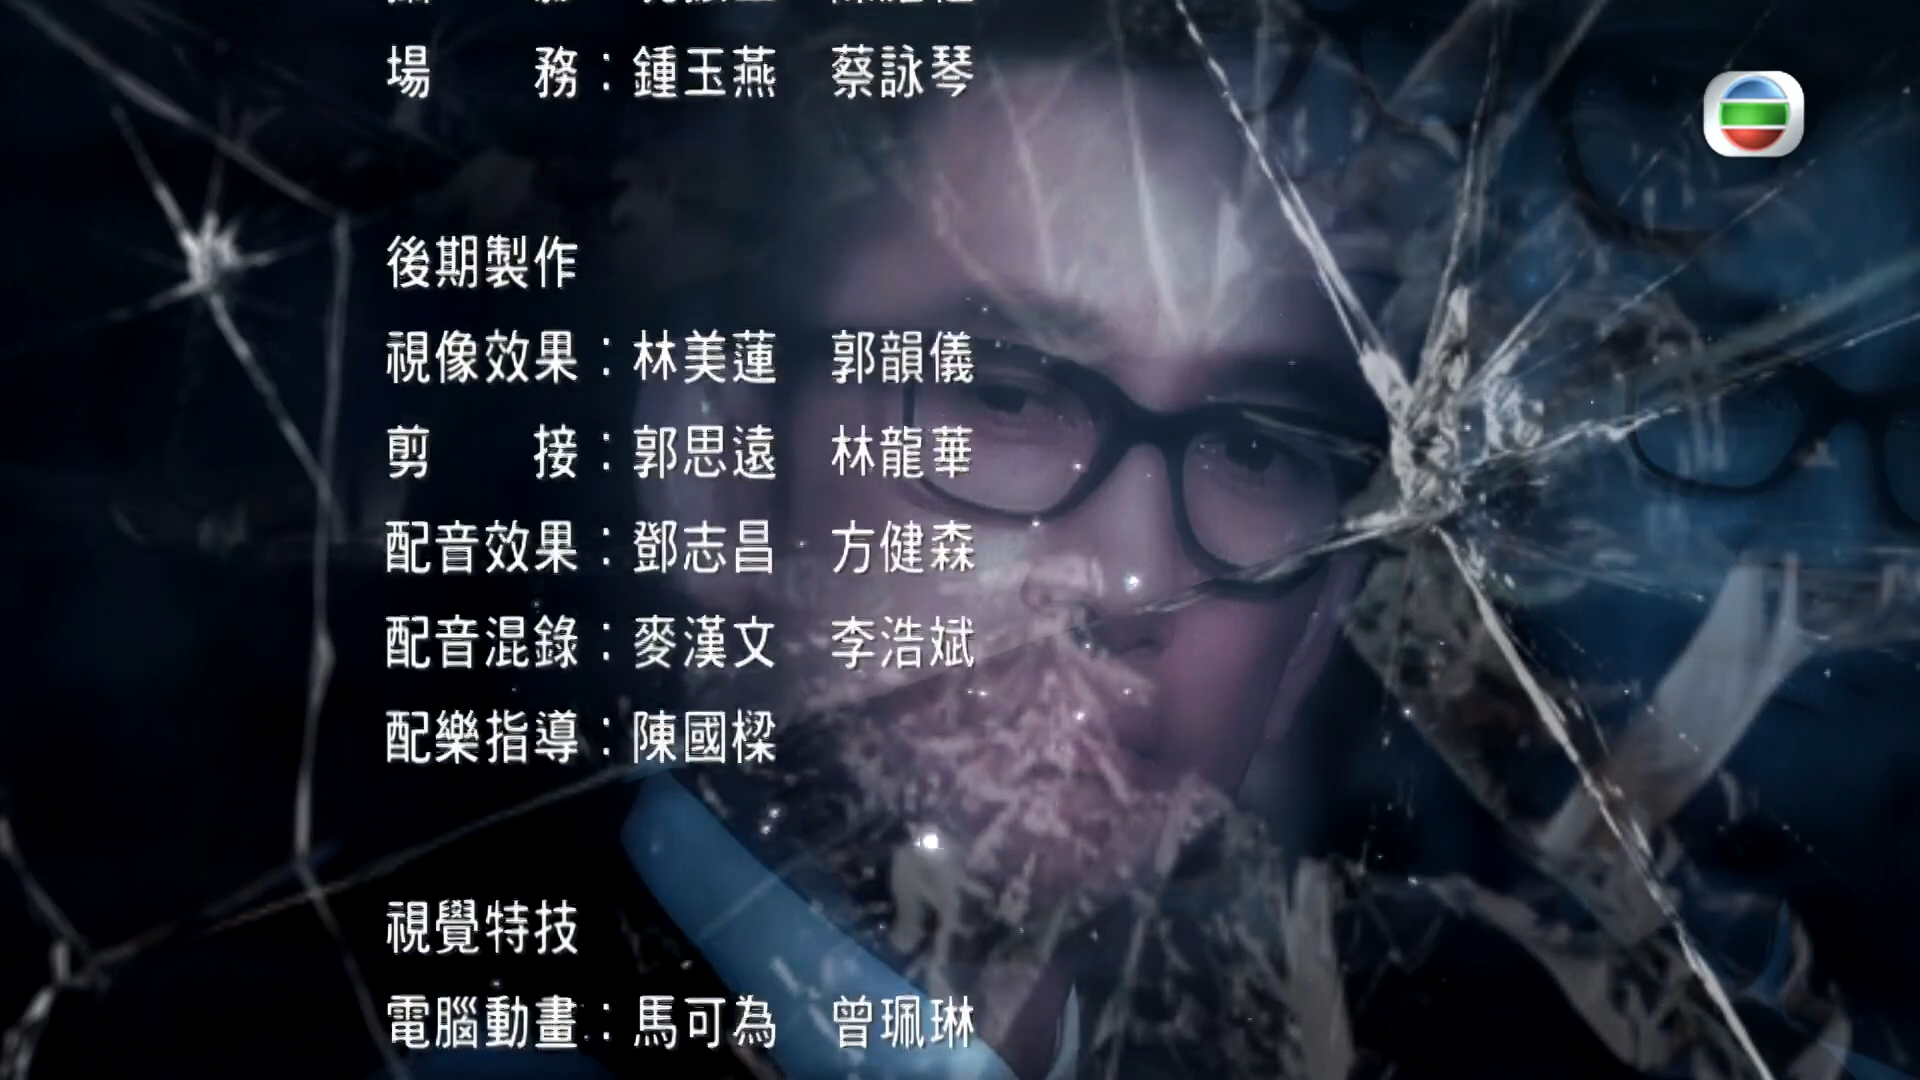 場務：鍾玉燕　蔡詠琴
後期製作
視像效果：林美蓮　郭韻儀
剪接：郭思遠　林龍華
配音效果：鄧志昌　方健森
配音混錄：麥漢文　李浩斌
配樂指導：陳國樑
視覺特技
電腦動畫：馬可為　曾珮琳